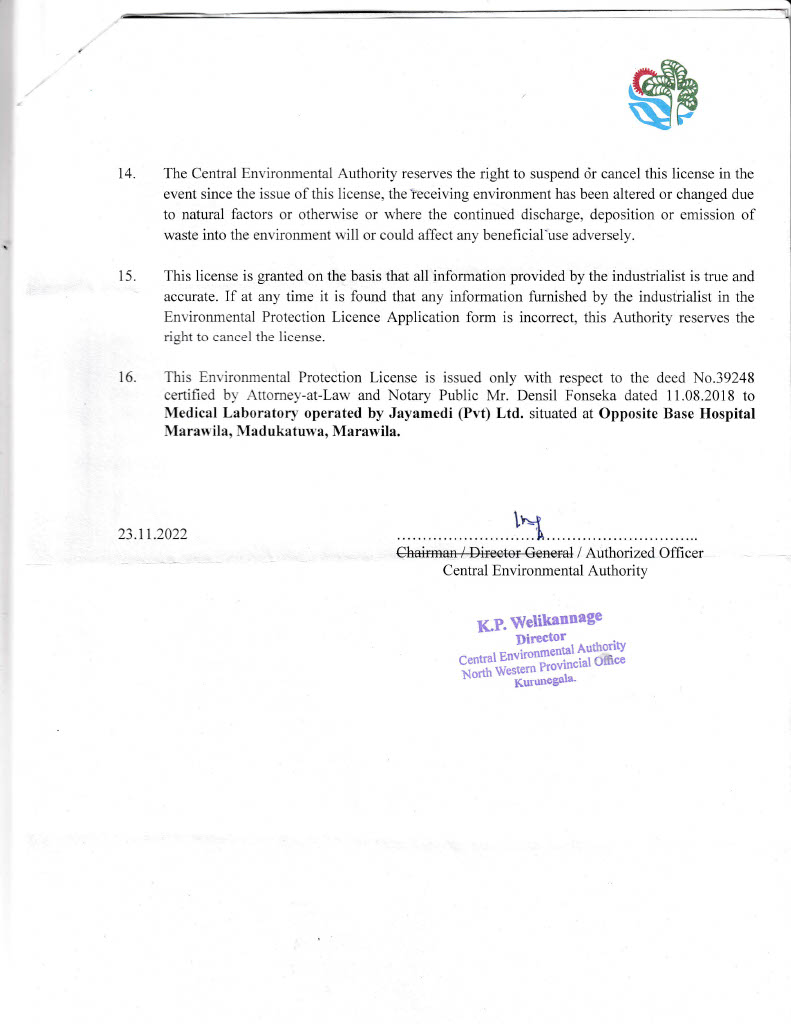 14. The Central Environmental Authority reserves the right to suspend or cancel this license in the
event since the issue of this license, the receiving environment has been altered or changed due
to natural factors or otherwise or where the continued discharge, deposition or emission of
waste into the environment will or could affect any beneficial use adversely.
15. This license is granted on the basis that all information provided by the industrialist is true and
accurate. If at any time it is found that any information furnished by the industrialist in the
Environmental Protection Licence Application form is incorrect, this Authority reserves the
right to cancel the license.
16. This Environmental Protection License is issued only with respect to the deed No.39248
certified by Attorney-at-Law and Notary Public Mr. Densil Fonseka dated 11.08.2018 to
Medical Laboratory operated by Jayamedi (Pvt) Ltd. situated at Opposite Base Hospital
Marawila, Madukatuwa, Marawila.
23.11.2022
Chairman / Director General / Authorized Officer
Central Environmental Authority
K.P. Welikannage
Director
Central Environmental Authority
North Western Provincial Office
Kurunegala.